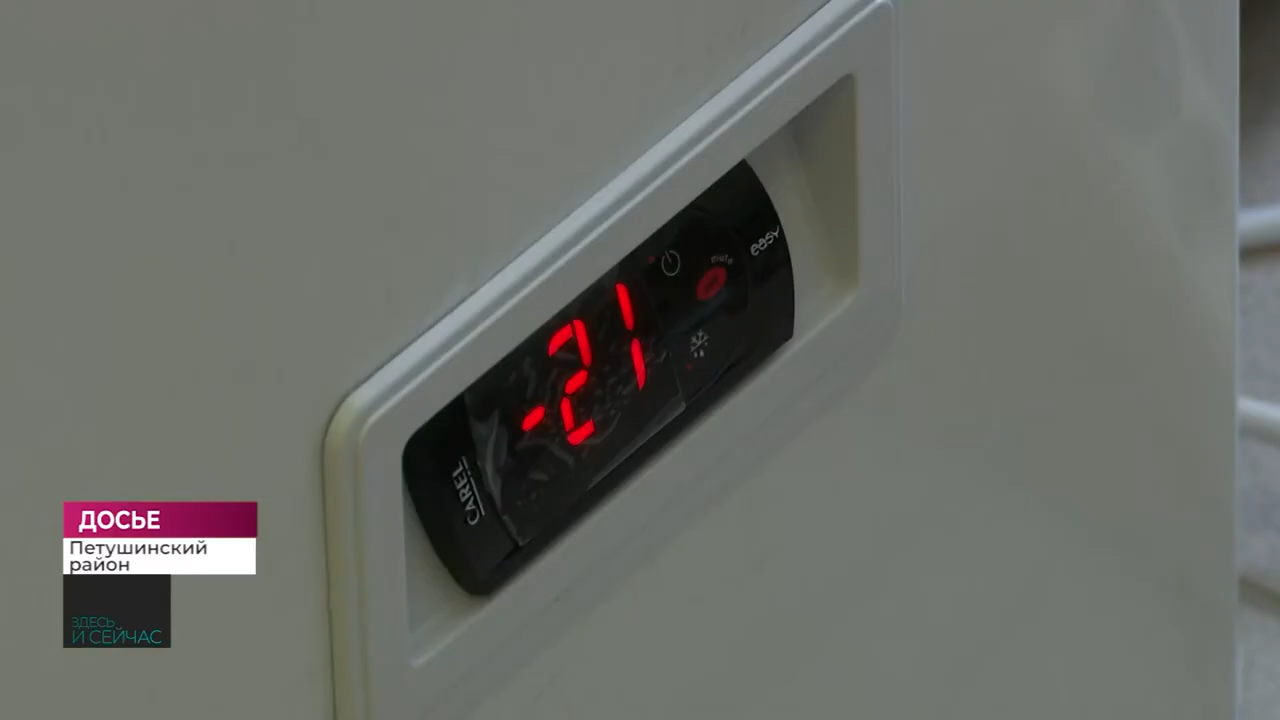 easy
mute
-21
CAREL
ДОСЬЕ
Петушинский
район
ЗДЕСЬ
И СЕЙЧАС